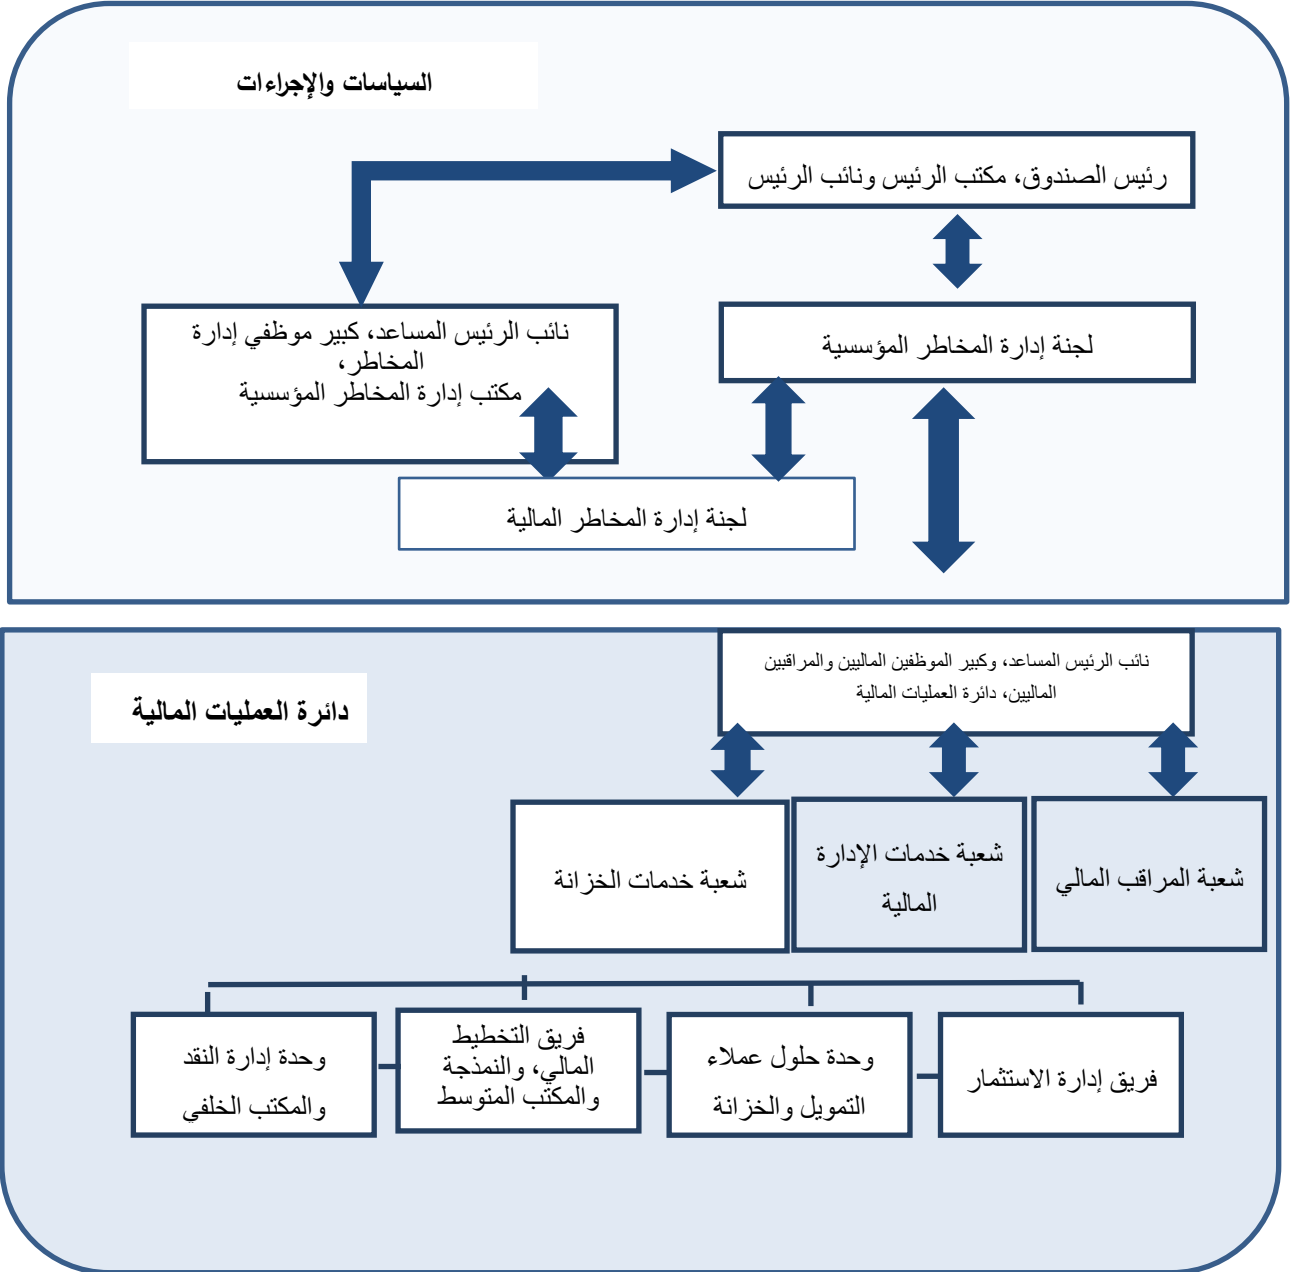 السياسات والإجراءات
رئيس الصندوق، مكتب الرئيس ونائب الرئيس
نائب الرئيس المساعد، كبير موظفي إدارة
المخاطر،
مكتب إدارة المخاطر المؤسسية
لجنة إدارة المخاطر المؤسسية
لجنة إدارة المخاطر المالية
نائب الرئيس المساعد، وكبير الموظفين الماليين والمراقبين
الماليين، دائرة العمليات المالية
دائرة العمليات المالية
شعبة المراقب المالي
شعبة خدمات الإدارة
المالية
شعبة خدمات الخزانة
فريق إدارة الاستثمار
وحدة حلول عملاء
التمويل والخزانة
فريق التخطيط
المالي، والنمذجة
والمكتب المتوسط
وحدة إدارة النقد
والمكتب الخلفي